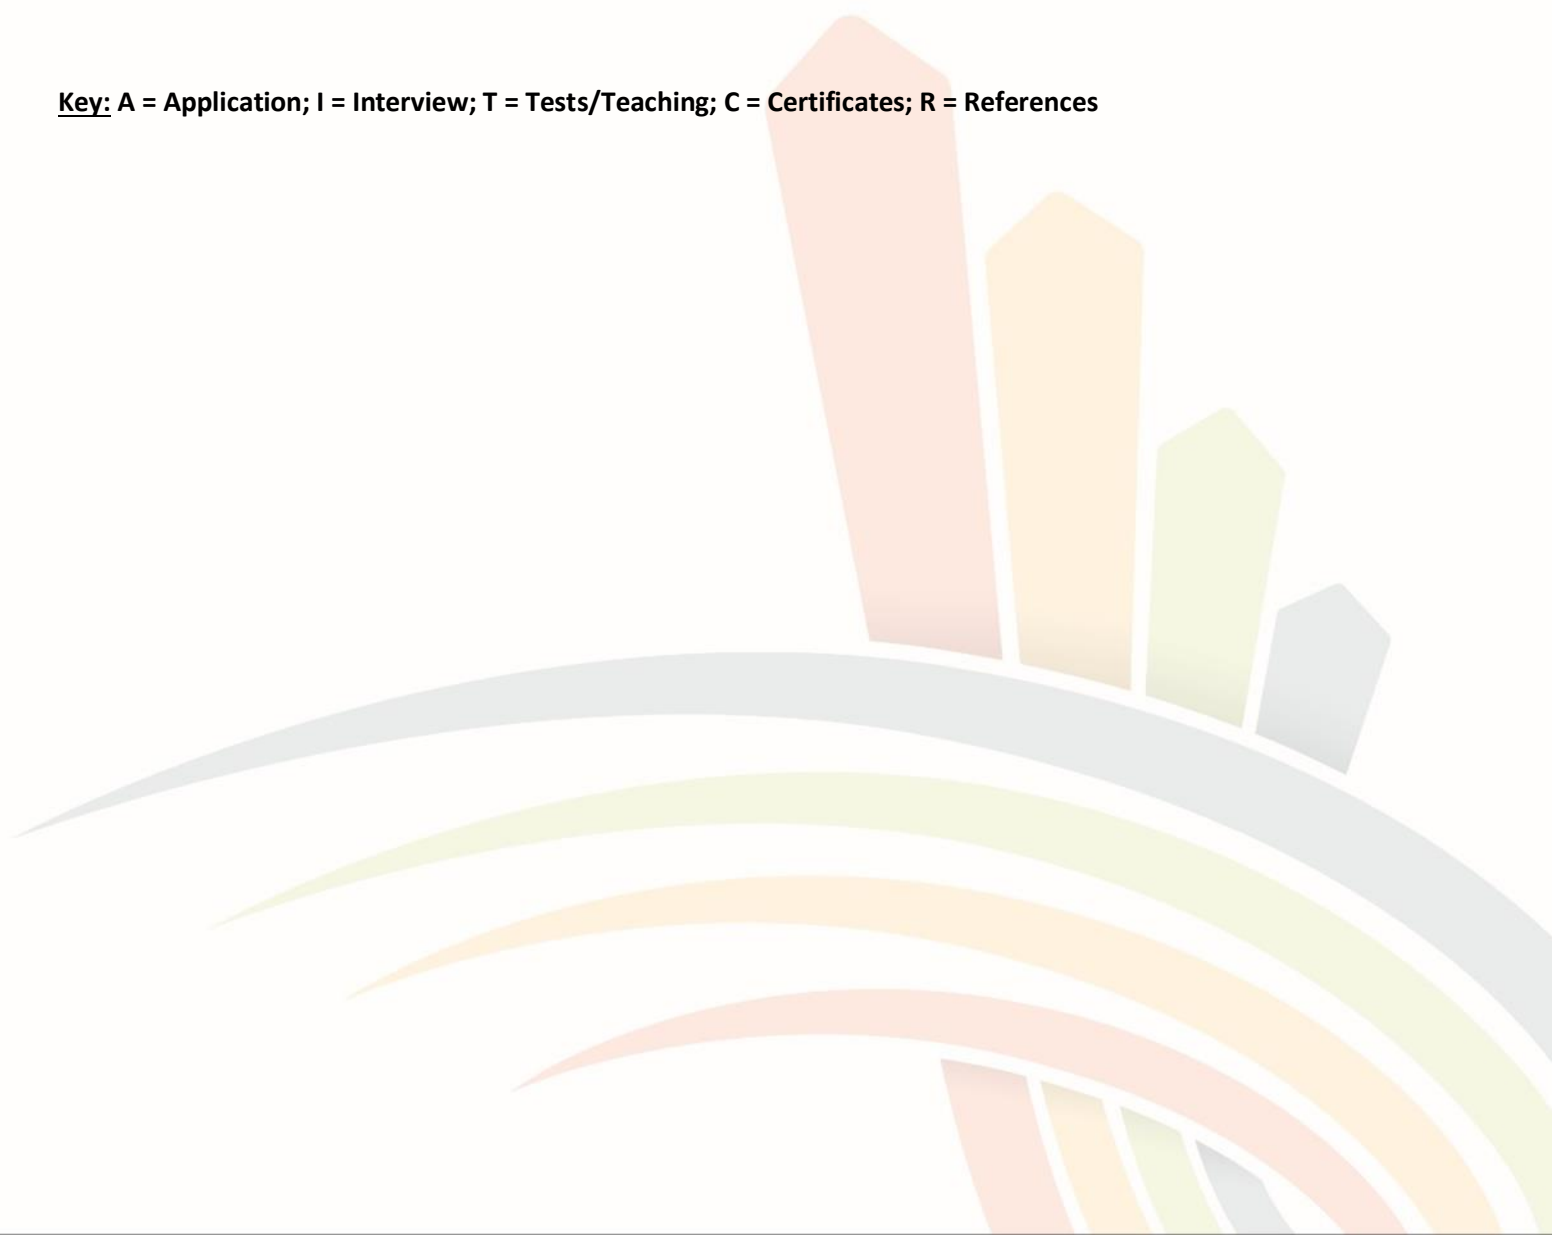 Key: A = Application; I = Interview; T = Tests/Teaching; C = Certificates; R = References